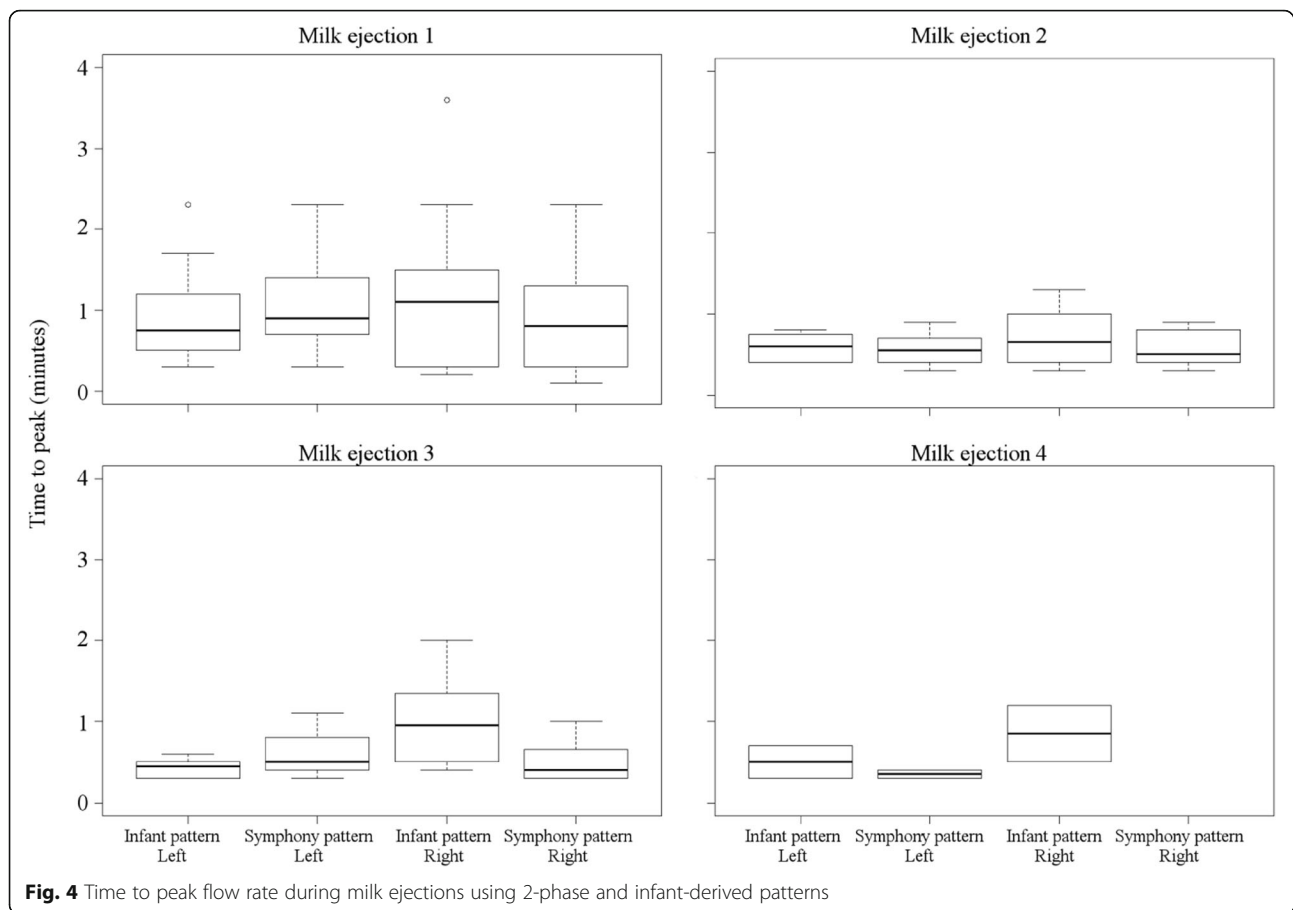 Milk ejection 1
Milk ejection 2
Time to peak (minutes)
4
3
2
1
0
Milk ejection 3
Milk ejection 4
4
3
2
1
0
Infant pattern Left
Symphony pattern Left
Infant pattern Right
Symphony pattern Right
Infant pattern Left
Symphony pattern Left
Infant pattern Right
Symphony pattern Right
Fig. 4 Time to peak flow rate during milk ejections using 2-phase and infant-derived patterns